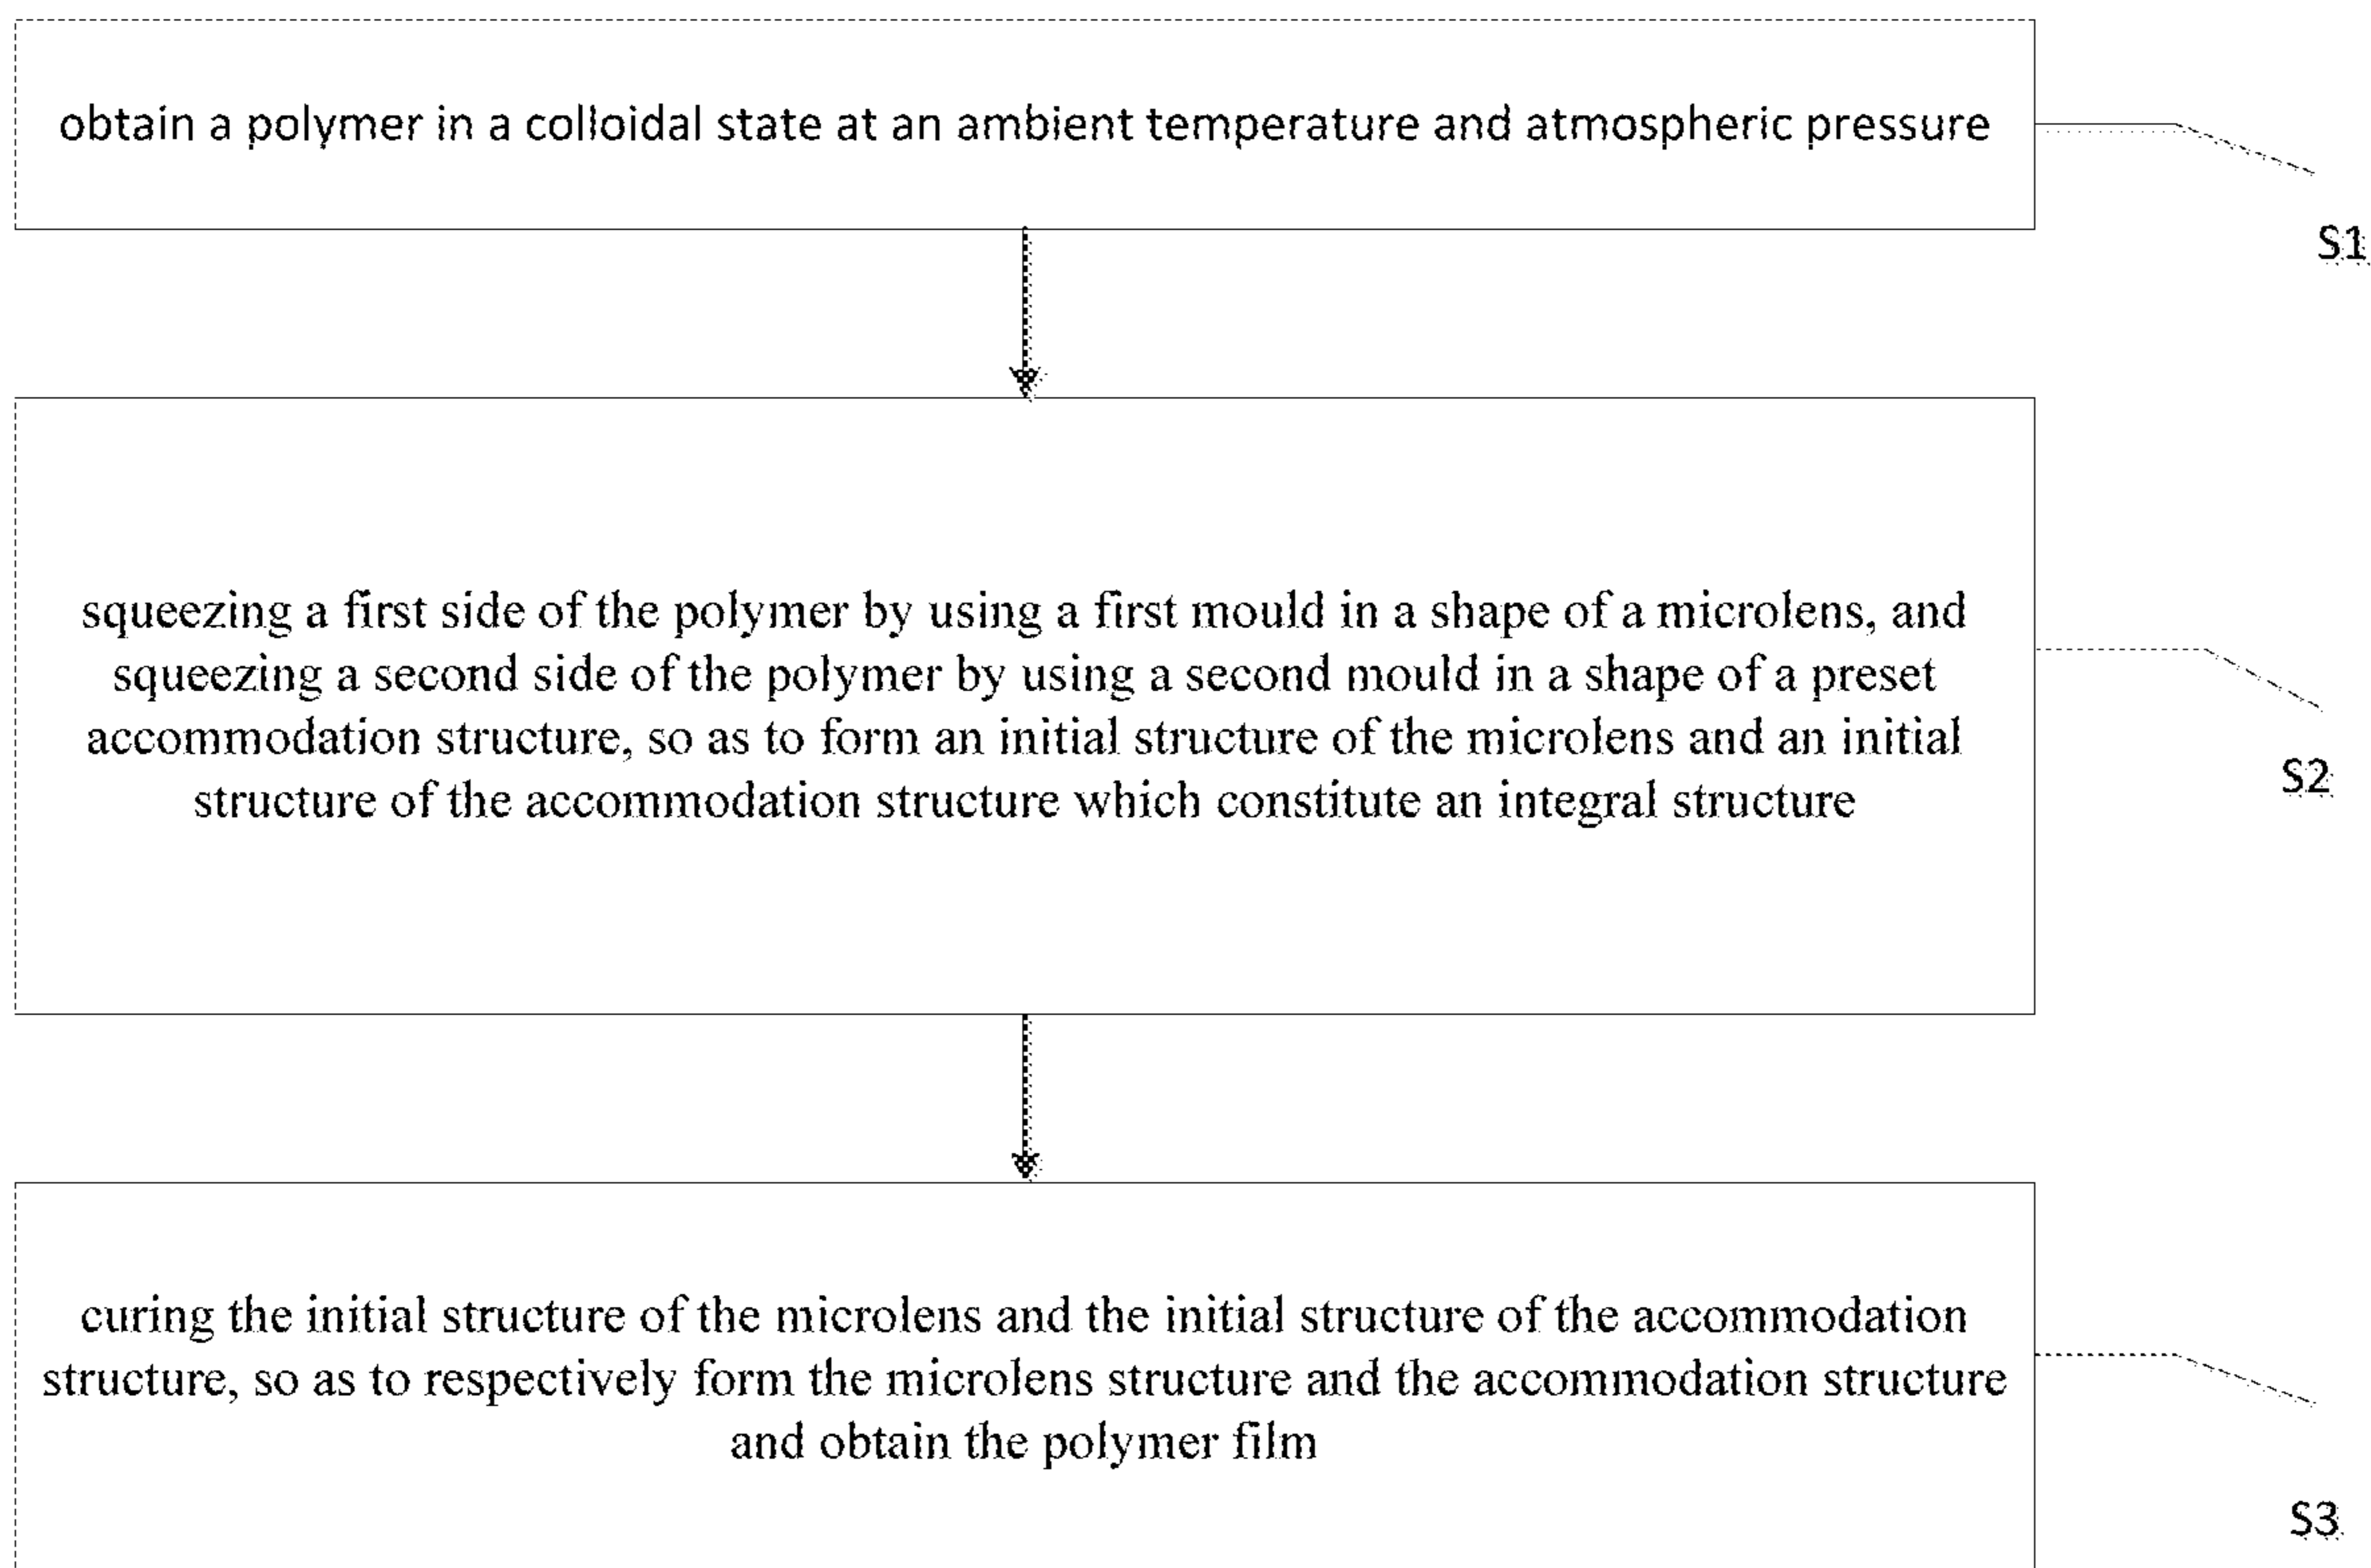 obtain a polymer in a colloidal state at an ambient temperature and atmospheric pressure
S1
squeezing a first side of the polymer by using a first mould in a shape of a microlens, and
squeezing a second side of the polymer by using a second mould in a shape of a preset
accommodation structure, so as to form an initial structure of the microlens and an initial
structure of the accommodation structure which constitute an integral structure
S2
curing the initial structure of the microlens and the initial structure of the accommodation
structure, so as to respectively form the microlens structure and the accommodation structure
and obtain the polymer film
S3